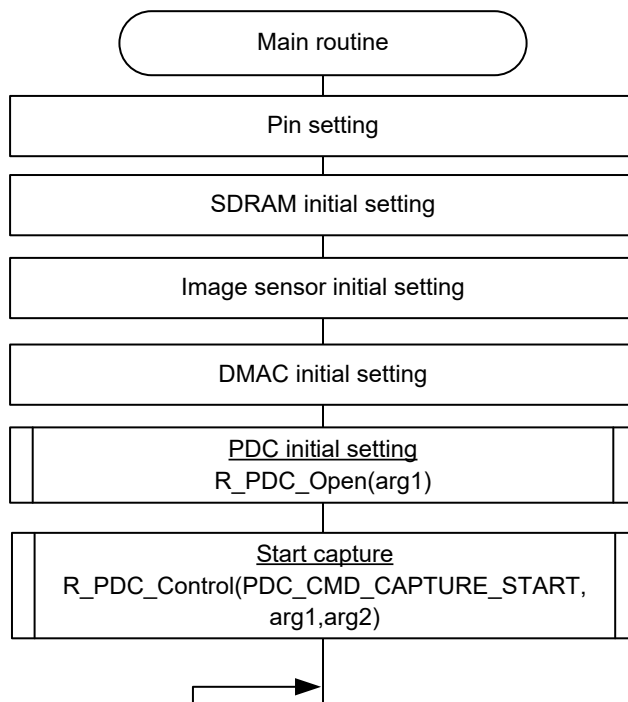 Main routine
Pin setting
SDRAM initial setting
Image sensor initial setting
DMAC initial setting
PDC initial setting
R_PDC_Open(arg1)
Start capture
R_PDC_Control(PDC_CMD_CAPTURE_START,
arg1,arg2)